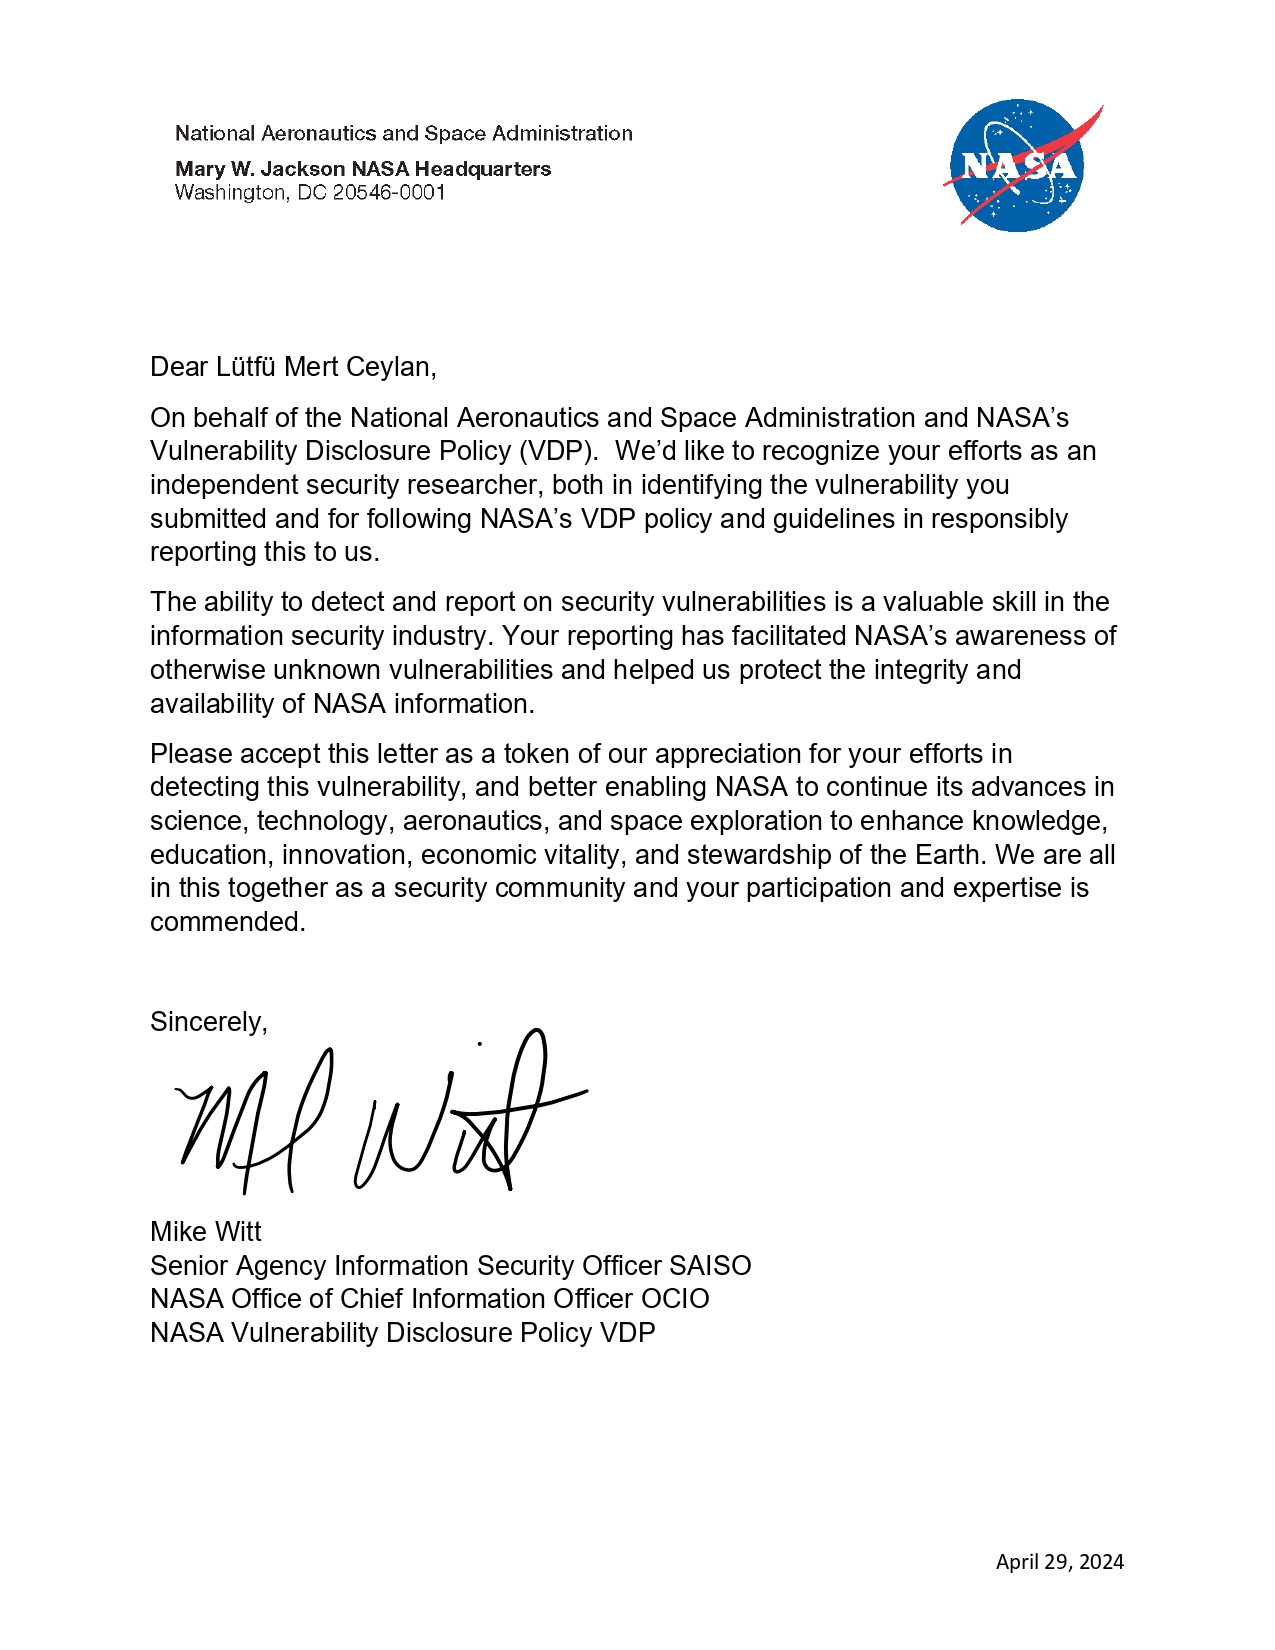 National Aeronautics and Space Administration
Mary W. Jackson NASA Headquarters
Washington, DC 20546-0001
NASA
Dear Lütfü Mert Ceylan,
On behalf of the National Aeronautics and Space Administration and NASA’s
Vulnerability Disclosure Policy (VDP).  We’d like to recognize your efforts as an
independent security researcher, both in identifying the vulnerability you
submitted and for following NASA’s VDP policy and guidelines in responsibly
reporting this to us.
The ability to detect and report on security vulnerabilities is a valuable skill in the
information security industry. Your reporting has facilitated NASA’s awareness of
otherwise unknown vulnerabilities and helped us protect the integrity and
availability of NASA information.
Please accept this letter as a token of our appreciation for your efforts in
detecting this vulnerability, and better enabling NASA to continue its advances in
science, technology, aeronautics, and space exploration to enhance knowledge,
education, innovation, economic vitality, and stewardship of the Earth. We are all
in this together as a security community and your participation and expertise is
commended.
Sincerely,
Mike Witt
Senior Agency Information Security Officer SAISO
NASA Office of Chief Information Officer OCIO
NASA Vulnerability Disclosure Policy VDP
April 29, 2024